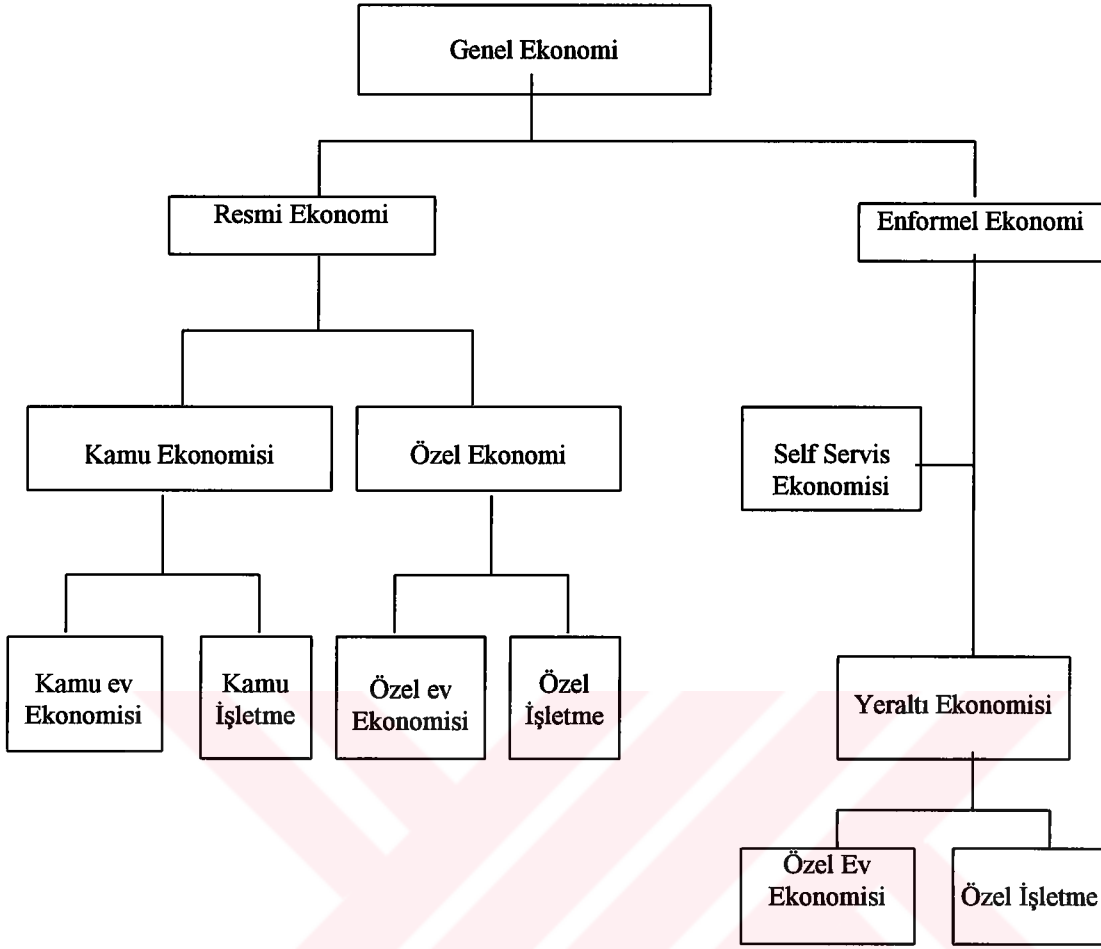 Genel Ekonomi
Resmi Ekonomi
Enformel Ekonomi
Kamu Ekonomisi
Özel Ekonomi
Self Servis
Ekonomisi
Kamu ev
Ekonomisi
Kamu
İşletme
Özel ev
Ekonomisi
Özel
İşletme
Yeraltı Ekonomisi
Özel Ev
Ekonomisi
Özel İşletme